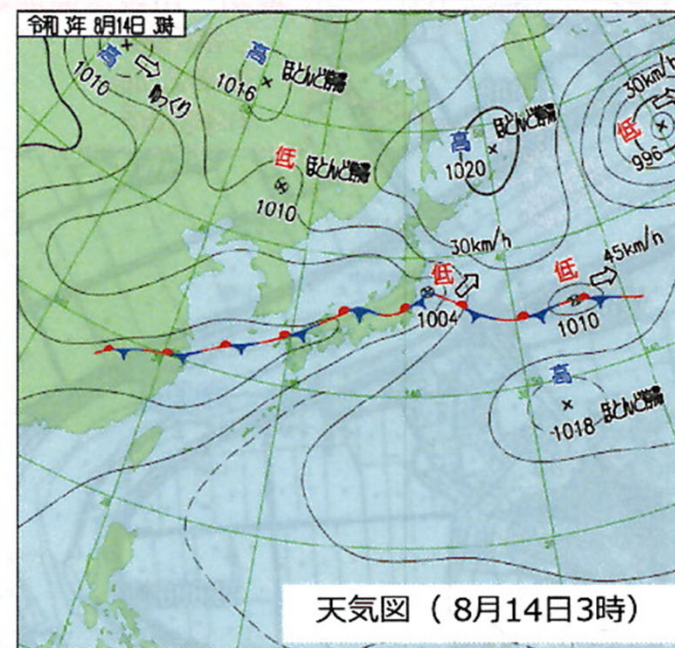 令和 3年 8月14日 3時
高
1010
ゆっくり
高
1016
ほとんど停滞
低
ほとんど停滞
1010
高
ほとんど停滞
1020
30km/h
低
996
30km/h
低
1004
45km/h
低
1010
高
ほとんど停滞
1018
天気図（ 8月14日3時）